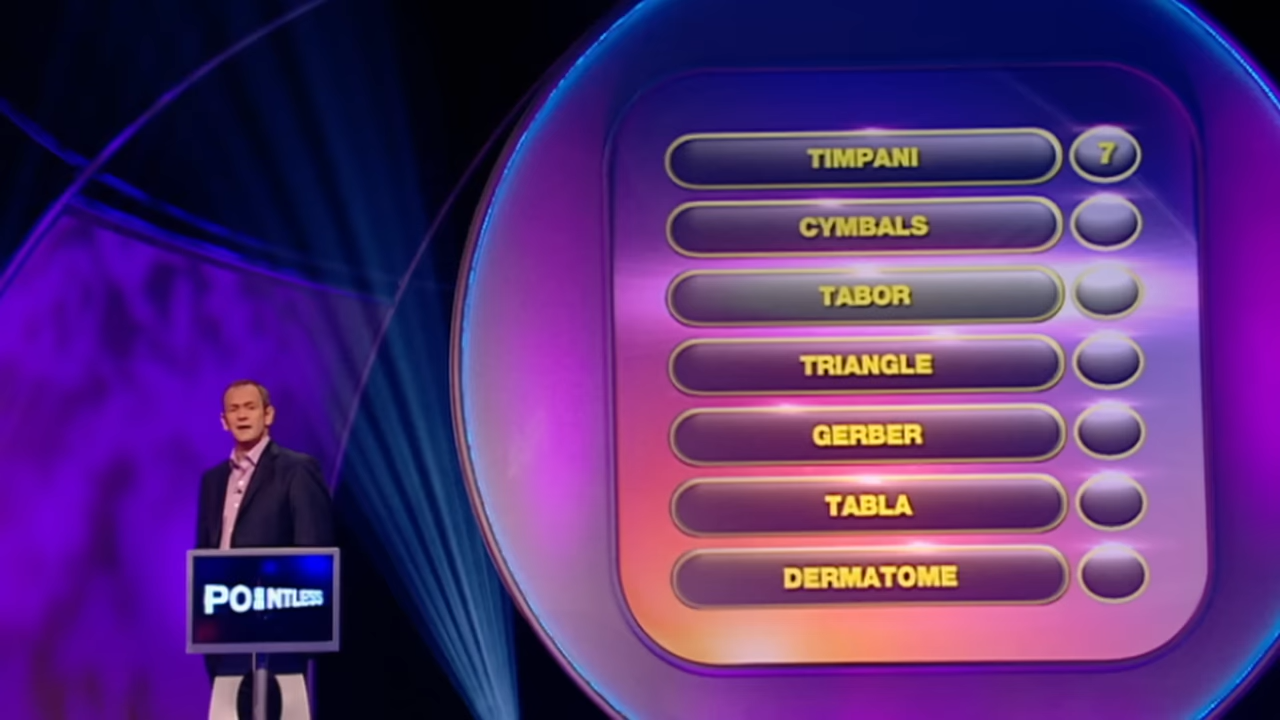 TIMPANI 7
CYMBALS
TABOR
TRIANGLE
GERBER
TABLA
DERMATOME
POINTLESS